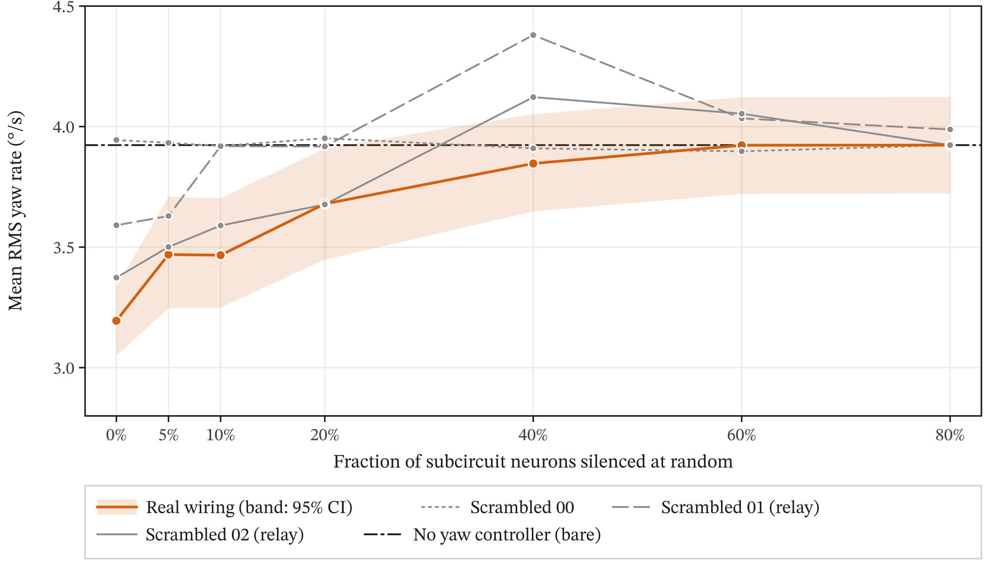 4.5
4.0
3.5
3.0
Mean RMS yaw rate (°/s)
0% 5% 10% 20% 40% 60% 80%
Fraction of subcircuit neurons silenced at random
Real wiring (band: 95% CI) Scrambled 00 Scrambled 01 (relay)
Scrambled 02 (relay) No yaw controller (bare)